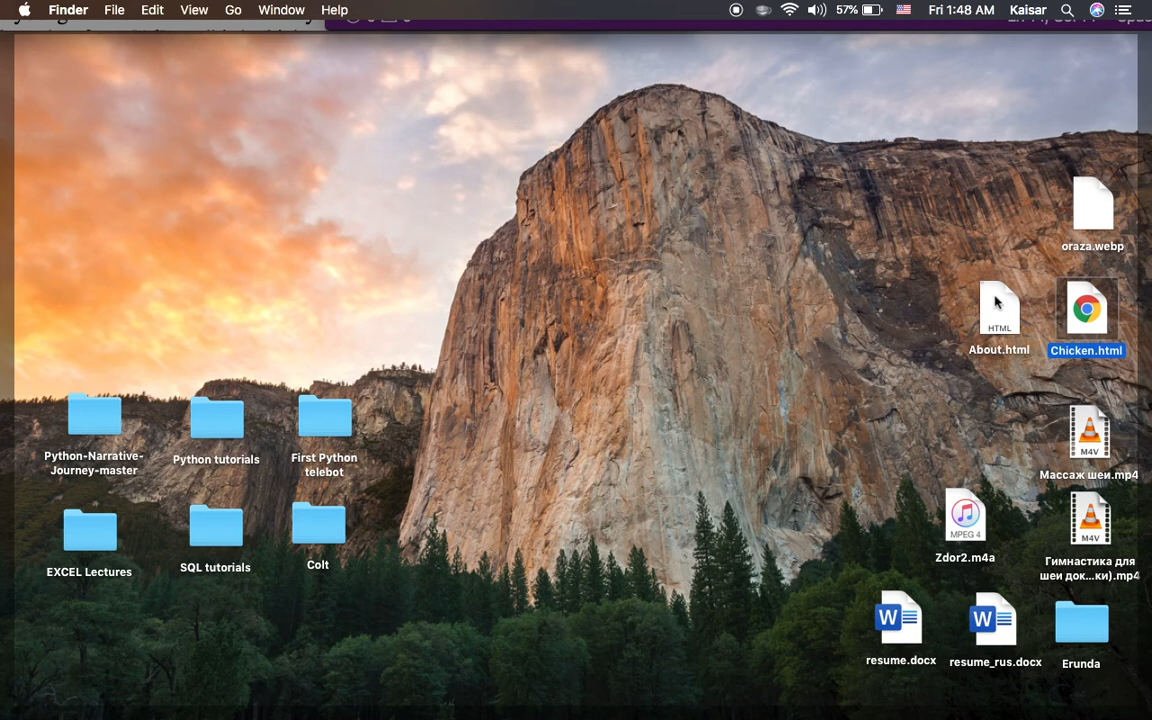 Finder File Edit View Go Window Help 57% Fri 1:48 AM Kaisar
oraza.webp
HTML
About.html
Chicken.html
Python-Narrative-
Journey-master
Python tutorials
First Python
telebot
M4V
Массаж шеи.mp4
EXCEL Lectures
SQL tutorials
Colt
MPEG 4
Zdor2.m4a
M4V
Гимнастика для
шеи док...ки).mp4
W
resume.docx
W
resume_rus.docx
Erunda